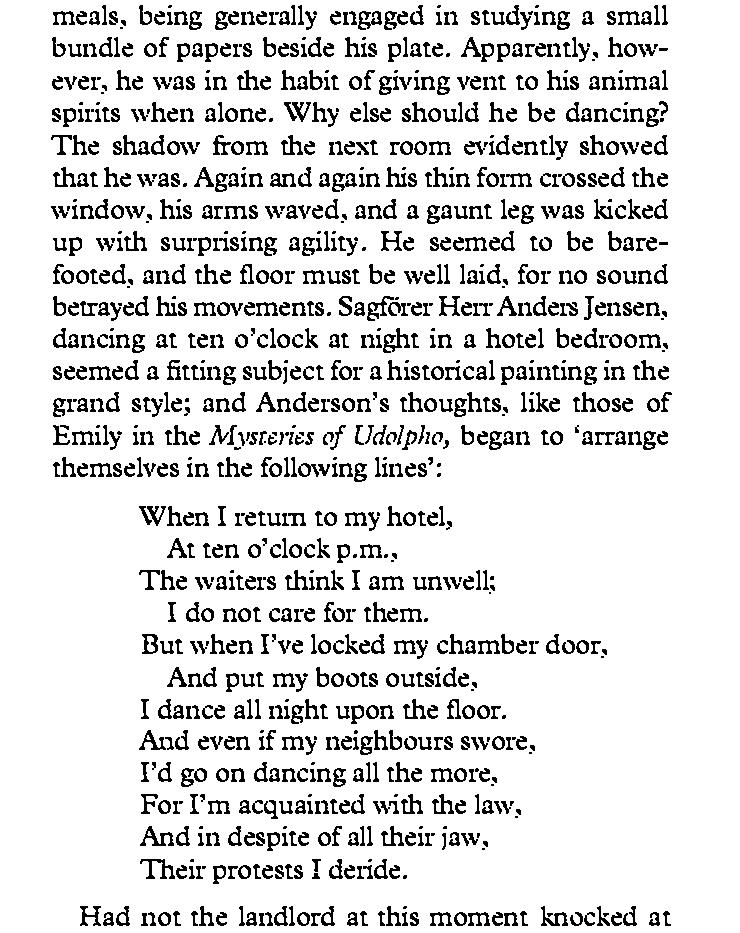 meals, being generally engaged in studying a small
bundle of papers beside his plate. Apparently, how-
ever, he was in the habit of giving vent to his animal
spirits when alone. Why else should he be dancing?
The shadow from the next room evidently showed
that he was. Again and again his thin form crossed the
window, his arms waved, and a gaunt leg was kicked
up with surprising agility. He seemed to be bare-
footed, and the floor must be well laid, for no sound
betrayed his movements. Sagförer Herr Anders Jensen,
dancing at ten o'clock at night in a hotel bedroom,
seemed a fitting subject for a historical painting in the
grand style; and Anderson's thoughts, like those of
Emily in the Mysteries of Udolpho, began to ‘arrange
themselves in the following lines’:
When I return to my hotel,
At ten o'clock p.m.,
The waiters think I am unwell;
I do not care for them.
But when I've locked my chamber door,
And put my boots outside,
I dance all night upon the floor.
And even if my neighbours swore,
I'd go on dancing all the more,
For I'm acquainted with the law,
And in despite of all their jaw,
Their protests I deride.
Had not the landlord at this moment knocked at